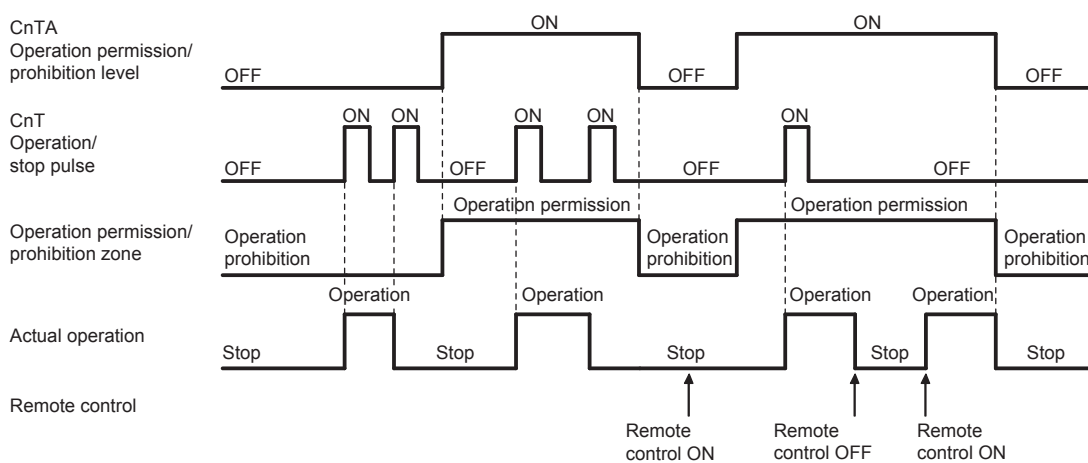 CnTA
Operation permission/
prohibition level
OFF
ON
OFF
ON
OFF
CnT
Operation/
stop pulse
OFF
ON
ON
OFF
ON
ON
OFF
ON
OFF
Operation permission/
prohibition zone
Operation
prohibition
Operation permission
Operation
prohibition
Operation permission
Operation
prohibition
Actual operation
Stop
Operation
Stop
Operation
Stop
Operation
Stop
Operation
Stop
Remote control
Remote
control ON
Remote
control OFF
Remote
control ON